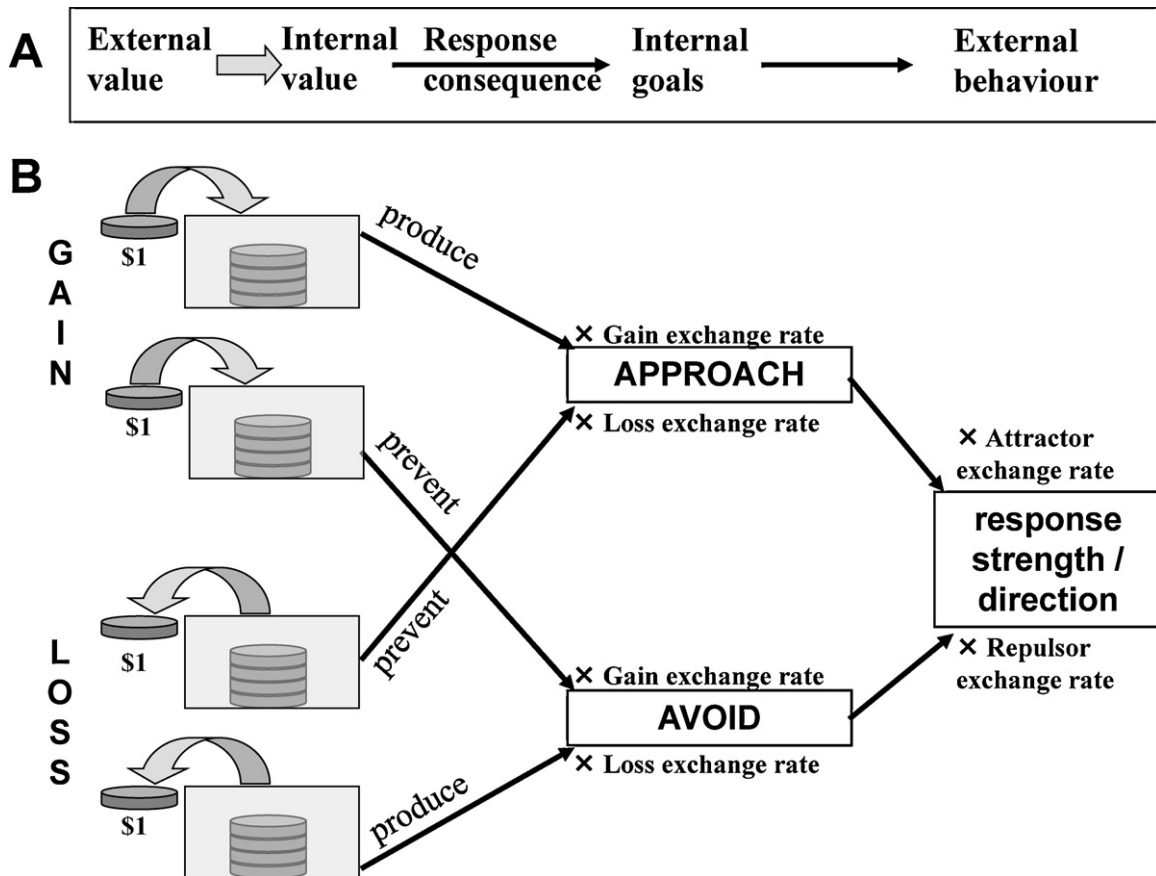 A
External value
Internal value
Response consequence
Internal goals
External behaviour
B
GAIN
$1
$1
LOSS
$1
$1
produce
prevent
prevent
produce
× Gain exchange rate
APPROACH
× Loss exchange rate
× Gain exchange rate
AVOID
× Loss exchange rate
× Attractor
exchange rate
response
strength /
direction
× Repulsor
exchange rate